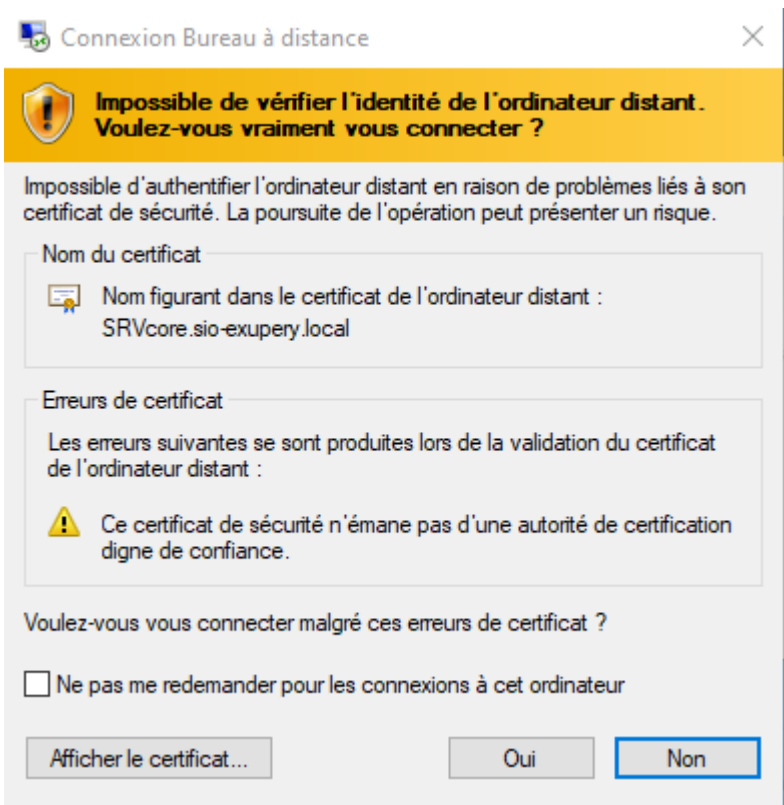 Connexion Bureau à distance
Impossible de vérifier l'identité de l'ordinateur distant.
Voulez-vous vraiment vous connecter ?
Impossible d'authentifier l'ordinateur distant en raison de problèmes liés à son
certificat de sécurité. La poursuite de l'opération peut présenter un risque.
Nom du certificat
Nom figurant dans le certificat de l'ordinateur distant :
SRVcore.sio-exupery.local
Erreurs de certificat
Les erreurs suivantes se sont produites lors de la validation du certificat
de l'ordinateur distant :
Ce certificat de sécurité n'émane pas d'une autorité de certification
digne de confiance.
Voulez-vous vous connecter malgré ces erreurs de certificat ?
Ne pas me redemander pour les connexions à cet ordinateur
Afficher le certificat... Oui Non